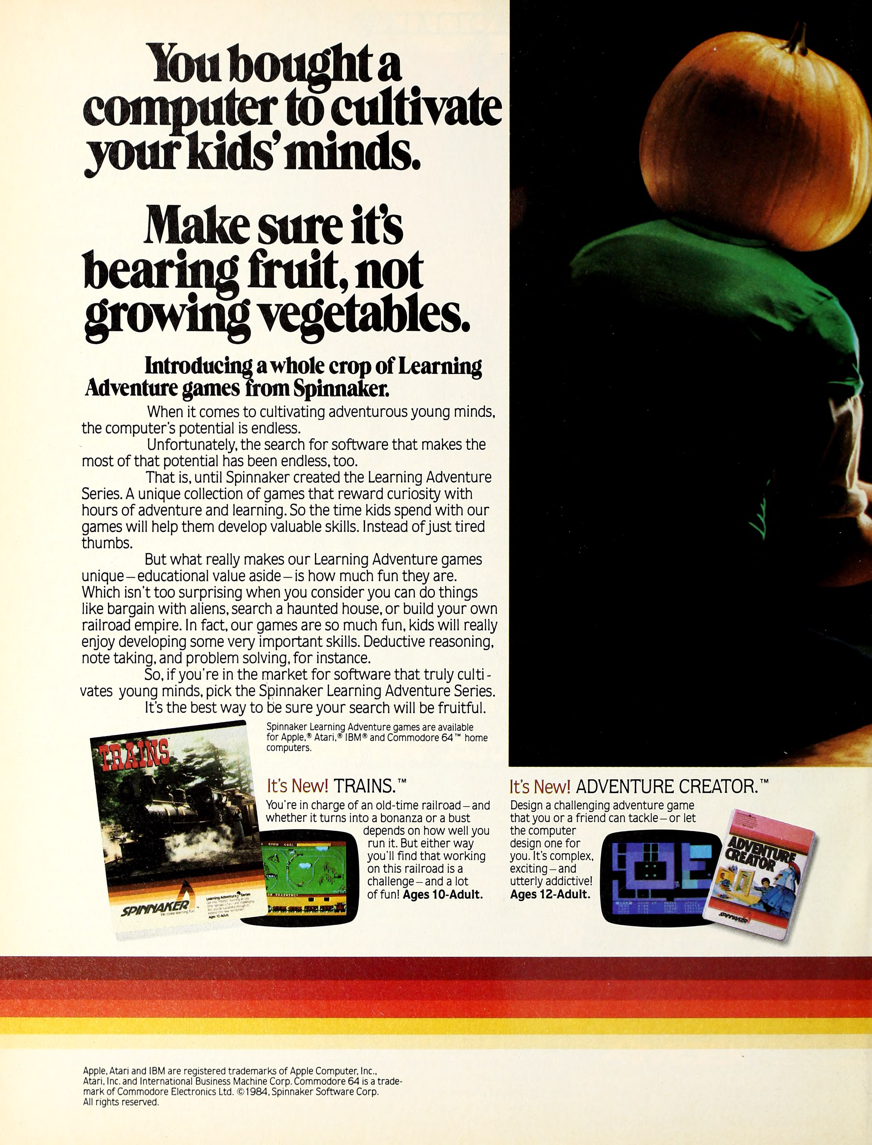 You bought a
computer to cultivate
your kids' minds.
Make sure it's
bearing fruit, not
growing vegetables.
Introducing a whole crop of Learning
Adventure games from Spinnaker.
When it comes to cultivating adventurous young minds,
the computer's potential is endless.
Unfortunately, the search for software that makes the
most of that potential has been endless, too.
That is, until Spinnaker created the Learning Adventure
Series. A unique collection of games that reward curiosity with
hours of adventure and learning. So the time kids spend with our
games will help them develop valuable skills. Instead of just tired
thumbs.
But what really makes our Learning Adventure games
unique—educational value aside—is how much fun they are.
Which isn't too surprising when you consider you can do things
like bargain with aliens, search a haunted house, or build your own
railroad empire. In fact, our games are so much fun, kids will really
enjoy developing some very important skills. Deductive reasoning,
note taking, and problem solving, for instance.
So, if you're in the market for software that truly culti-
vates young minds, pick the Spinnaker Learning Adventure Series.
It's the best way to be sure your search will be fruitful.
Spinnaker Learning Adventure games are available
for Apple,® Atari,® IBM® and Commodore 64™ home
computers.
TRAINS
SPINNAKER
It's New! TRAINS.™
You're in charge of an old-time railroad—and
whether it turns into a bonanza or a bust
depends on how well you
run it. But either way
you'll find that working
on this railroad is a
challenge—and a lot
of fun! Ages 10-Adult.
It's New! ADVENTURE CREATOR.™
Design a challenging adventure game
that you or a friend can tackle—or let
the computer
design one for
you. It's complex,
exciting—and
utterly addictive!
Ages 12-Adult.
ADVENTURE
CREATOR
SPINNAKER
Apple, Atari and IBM are registered trademarks of Apple Computer, Inc.,
Atari, Inc. and International Business Machine Corp. Commodore 64 is a trade-
mark of Commodore Electronics Ltd. ©1984, Spinnaker Software Corp.
All rights reserved.